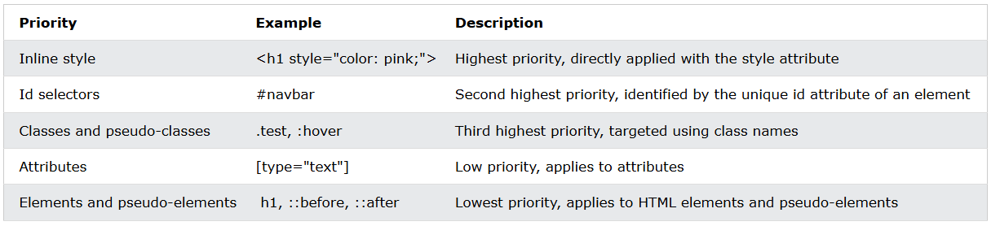 Priority Example Description
Inline style <h1 style="color: pink;"> Highest priority, directly applied with the style attribute
Id selectors #navbar Second highest priority, identified by the unique id attribute of an element
Classes and pseudo-classes .test, :hover Third highest priority, targeted using class names
Attributes [type="text"] Low priority, applies to attributes
Elements and pseudo-elements h1, ::before, ::after Lowest priority, applies to HTML elements and pseudo-elements